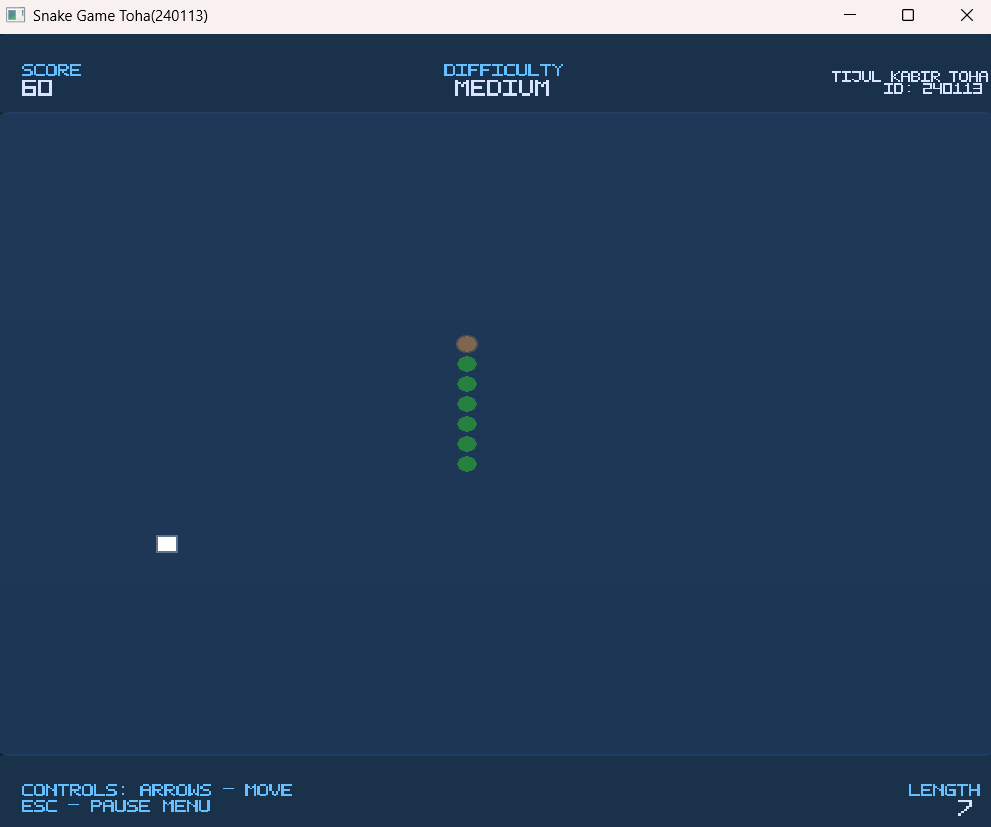 Snake Game Toha(240113)
SCORE
60
DIFFICULTY
MEDIUM
TIJUL KABIR TOHA
ID: 240113
CONTROLS: ARROWS - MOVE
ESC - PAUSE MENU
LENGTH
7